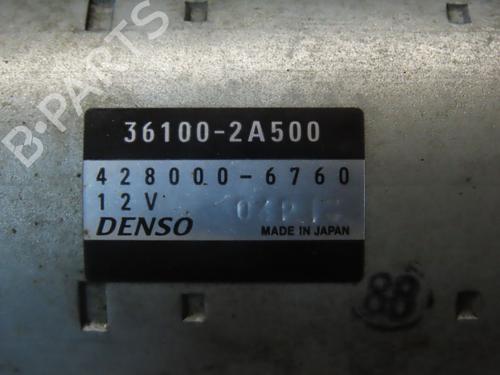 B-PARTS
36100-2A500
428000-6760
12V
DENSO
MADE IN JAPAN
88